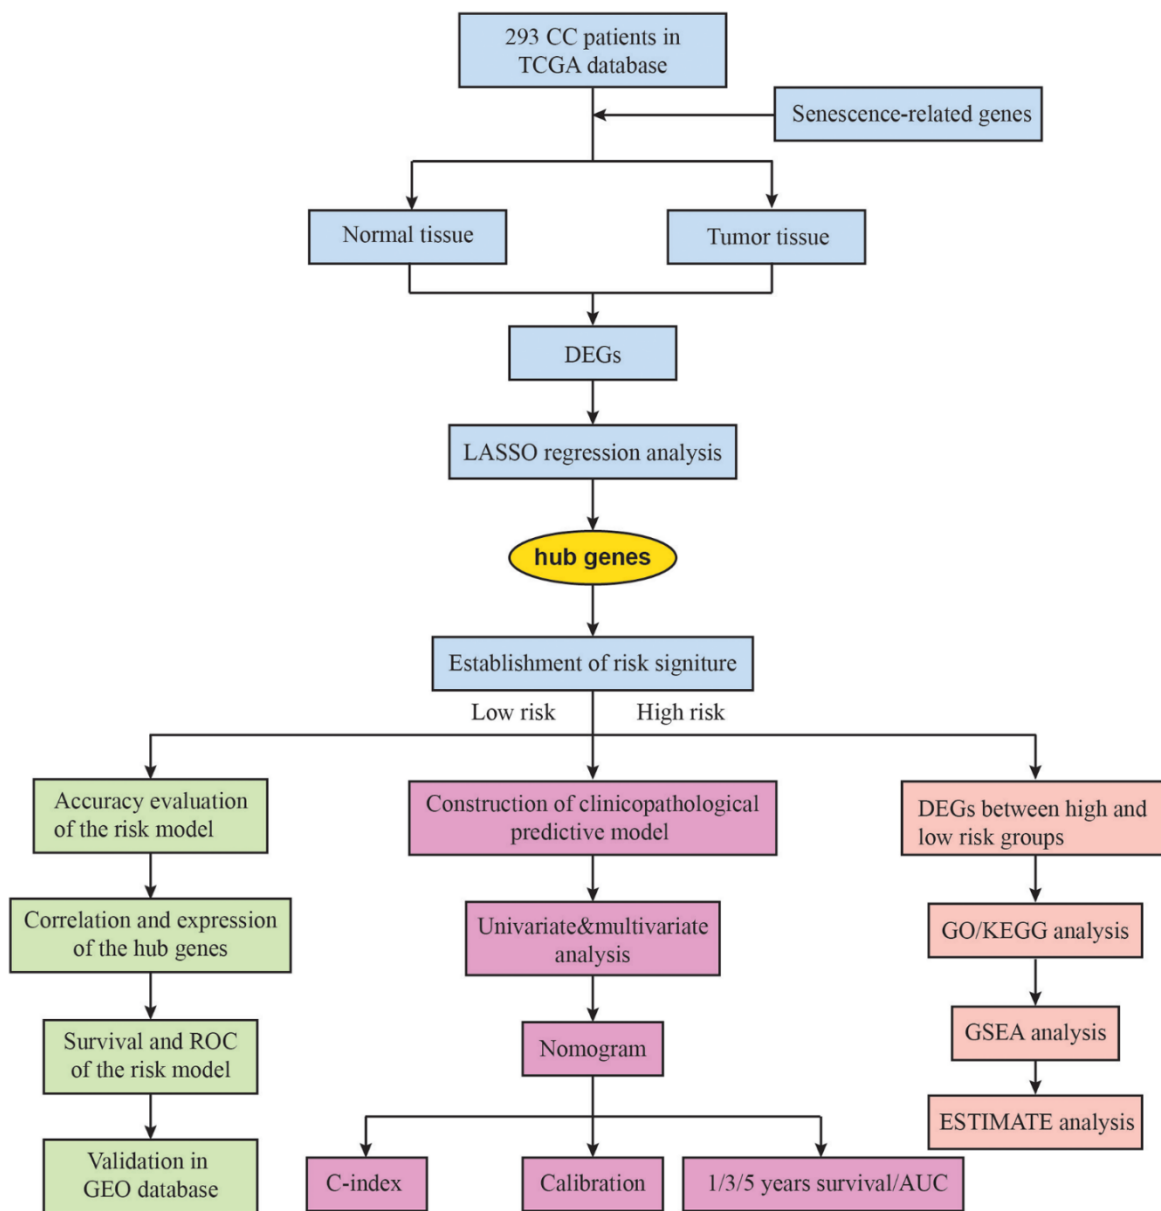 293 CC patients in
TCGA database
Senescence-related genes
Normal tissue
Tumor tissue
DEGs
LASSO regression analysis
hub genes
Establishment of risk signiture
Low risk
High risk
Accuracy evaluation
of the risk model
Construction of clinicopathological
predictive model
DEGs between high and
low risk groups
Correlation and expression
of the hub genes
Univariate&multivariate
analysis
GO/KEGG analysis
Survival and ROC
of the risk model
Nomogram
GSEA analysis
ESTIMATE analysis
Validation in
GEO database
C-index
Calibration
1/3/5 years survival/AUC